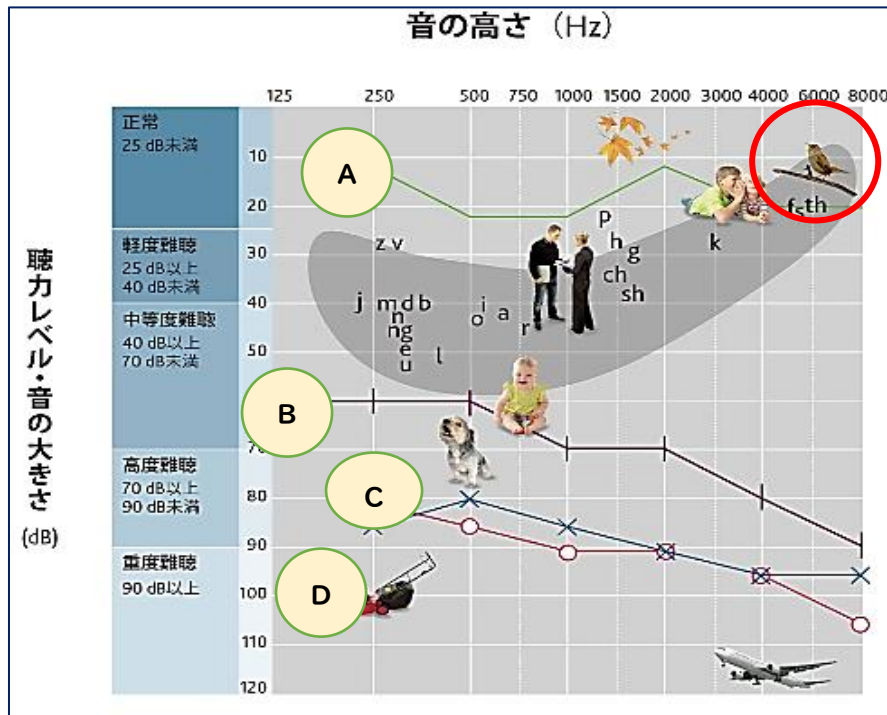 音の高さ（Hz）
125 250 500 750 1000 1500 2000 3000 4000 6000 8000
聴力レベル・音の大きさ
(dB)
正常
25 dB未満
軽度難聴
25 dB以上
40 dB未満
中等度難聴
40 dB以上
70 dB未満
高度難聴
70 dB以上
90 dB未満
重度難聴
90 dB以上
10
20
30
40
50
80
90
100
110
120
A
B
C
D
z v
j m d b
n
ng
e
u
l
i
o a
r
p
h
g
ch
sh
k
f s th